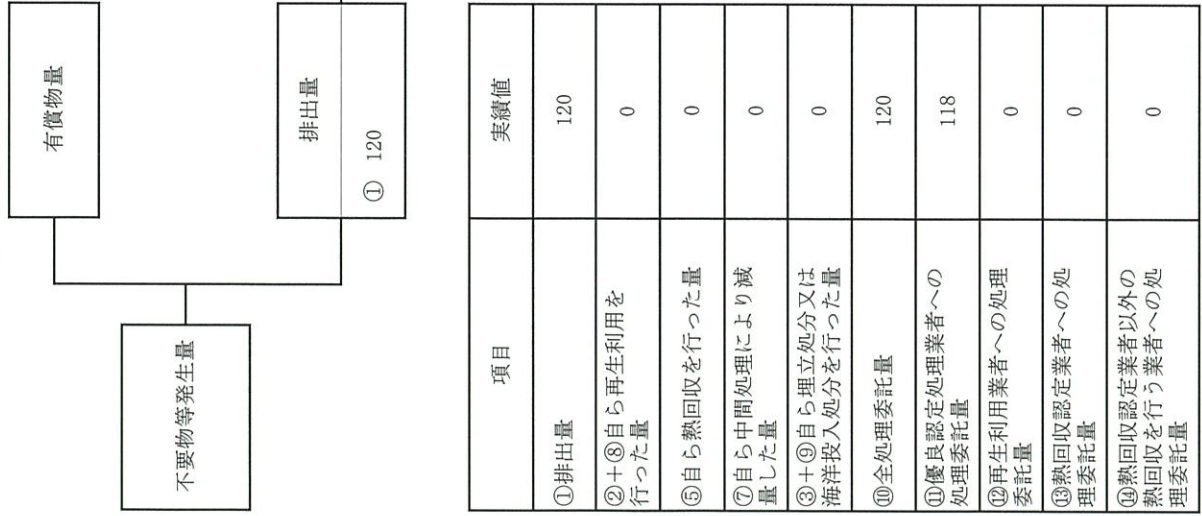 不要物等発生量
有償物量
排出量
① 120
項目
実績値
①排出量
120
②+⑧自ら再生利用を
行った量
0
⑤自ら熱回収を行った量
0
⑦自ら中間処理により減
量した量
0
③+⑨自ら埋立処分又は
海洋投入処分を行った量
0
⑩全処理委託量
120
⑪優良認定処理業者への
処理委託量
118
⑫再生利用業者への処理
委託量
0
⑬熱回収認定業者への処
理委託量
0
⑭熱回収認定業者以外の
熱回収を行う業者への処
理委託量
0